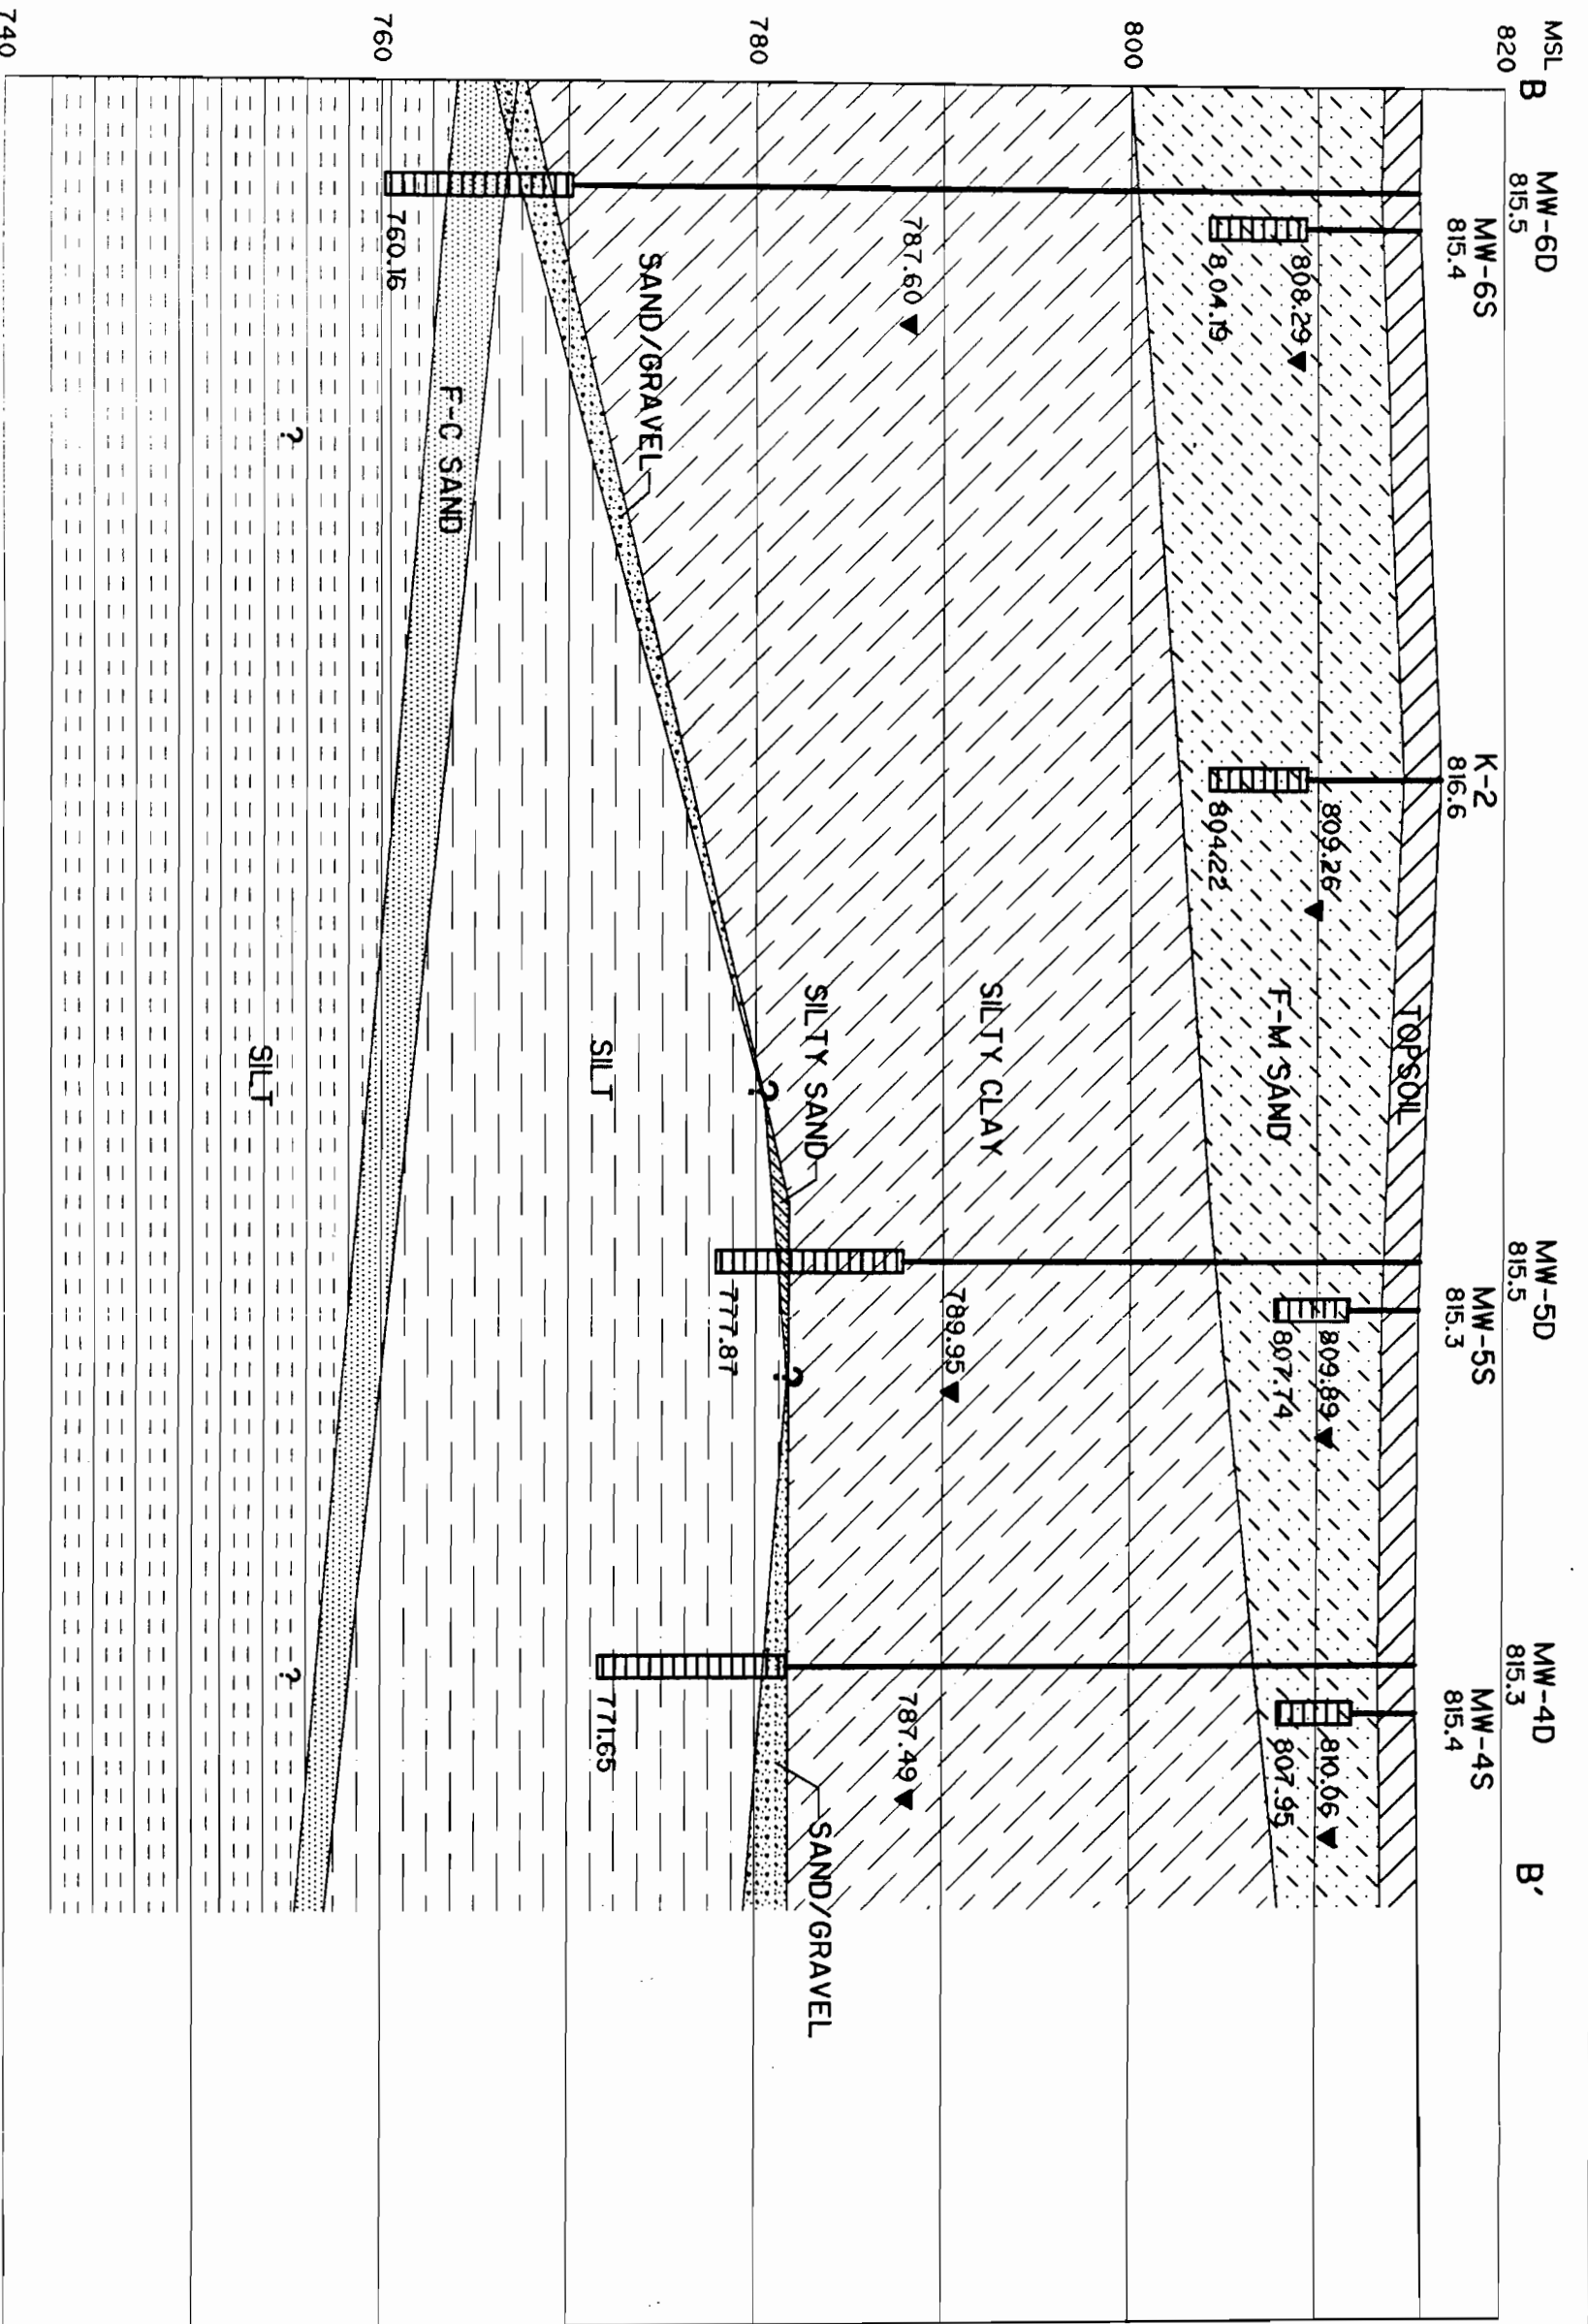 MSL
820
800
780
760
740
B
B'
MW-6D
815.5
MW-6S
815.4
K-2
816.6
MW-5D
815.5
MW-5S
815.3
MW-4D
815.3
MW-4S
815.4
TOPSOIL
F-M SAND
808.29
804.19
809.26
804.22
809.89
807.74
810.06
807.95
SILTY CLAY
787.60
789.95
787.49
SAND/GRAVEL
SILTY SAND
SAND/GRAVEL
?
?
777.87
771.65
SILT
F-C SAND
760.16
?
SILT
?